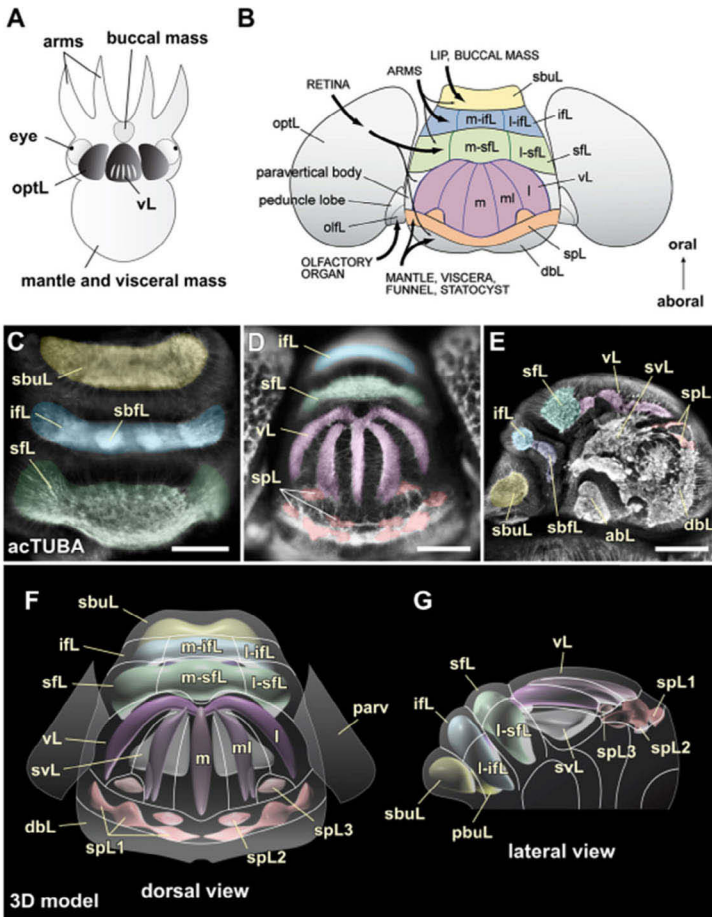 A
arms
buccal mass
eye
optL
vL
mantle and visceral mass
B
LIP, BUCCAL MASS
ARMS
RETINA
sbuL
optL
m-ifL
l-ifL
ifL
m-sfL
l-sfL
sfL
paravertical body
l
vL
peduncle lobe
m
ml
olfL
spL
OLFACTORY
ORGAN
MANTLE, VISCERA,
FUNNEL, STATOCYST
dbL
oral
aboral
C
sbuL
ifL
sbfL
sfL
acTUBA
D
ifL
sfL
vL
spL
E
vL
svL
sfL
spL
ifL
sbuL
sbfL
abL
dbL
F
sbuL
ifL
m-ifL
l-ifL
sfL
m-sfL
l-sfL
parv
vL
l
m
ml
svL
dbL
spL1
spL2
spL3
3D model
dorsal view
G
vL
sfL
spL1
ifL
l-sfL
spL3
spL2
svL
l-ifL
sbuL
pbuL
lateral view